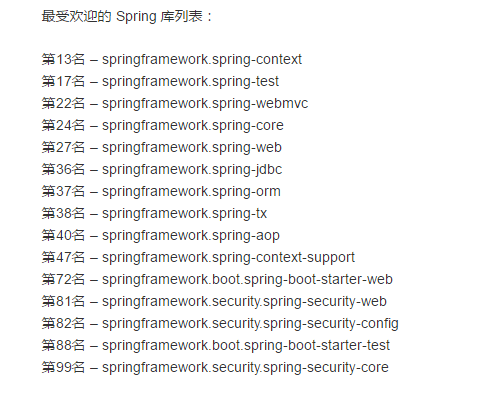 最受欢迎的 Spring 库列表：
第13名 – springframework.spring-context
第17名 – springframework.spring-test
第22名 – springframework.spring-webmvc
第24名 – springframework.spring-core
第27名 – springframework.spring-web
第36名 – springframework.spring-jdbc
第37名 – springframework.spring-orm
第38名 – springframework.spring-tx
第40名 – springframework.spring-aop
第47名 – springframework.spring-context-support
第72名 – springframework.boot.spring-boot-starter-web
第81名 – springframework.security.spring-security-web
第82名 – springframework.security.spring-security-config
第88名 – springframework.boot.spring-boot-starter-test
第99名 – springframework.security.spring-security-core